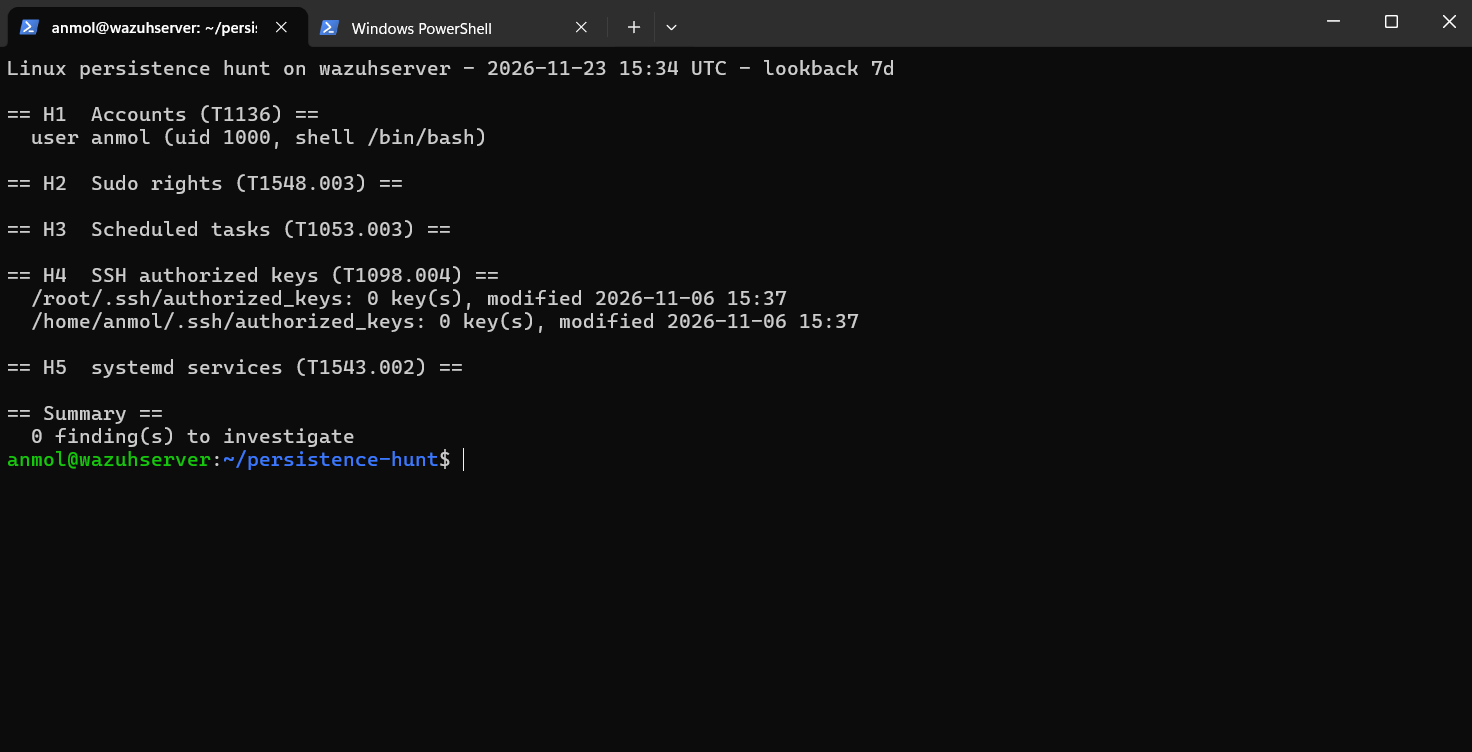 anmol@wazuhserver: ~/persis
Windows PowerShell
Linux persistence hunt on wazuhserver - 2026-11-23 15:34 UTC - lookback 7d
== H1  Accounts (T1136) ==
  user anmol (uid 1000, shell /bin/bash)
== H2  Sudo rights (T1548.003) ==
== H3  Scheduled tasks (T1053.003) ==
== H4  SSH authorized keys (T1098.004) ==
  /root/.ssh/authorized_keys: 0 key(s), modified 2026-11-06 15:37
  /home/anmol/.ssh/authorized_keys: 0 key(s), modified 2026-11-06 15:37
== H5  systemd services (T1543.002) ==
== Summary ==
  0 finding(s) to investigate
anmol@wazuhserver:~/persistence-hunt$